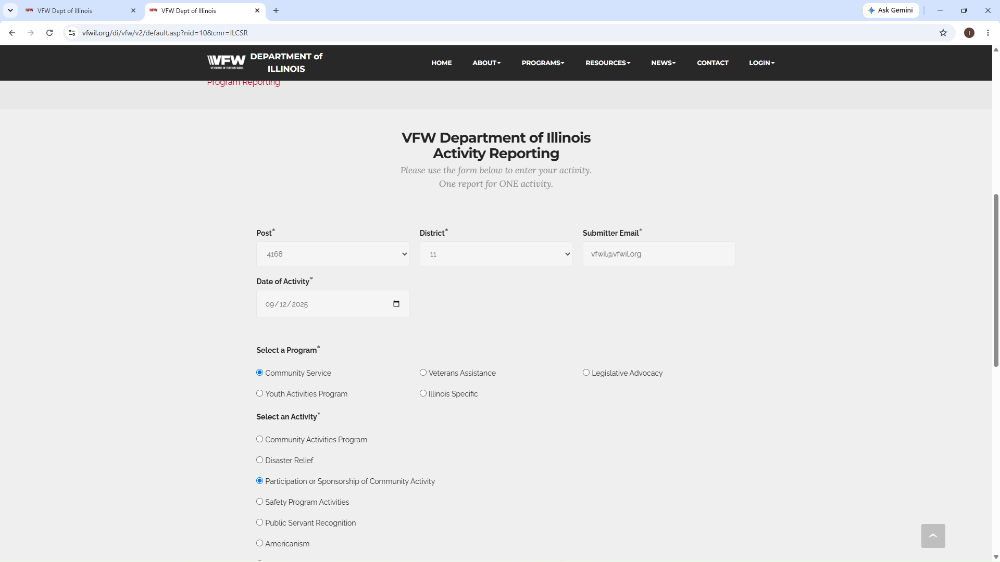 VFW Dept of Illinois
VFW Dept of Illinois
Ask Gemini
vfwil.org/di/vfw/v2/default.asp?nid=10&cmr=ILCSR
I
VFW
VETERANS OF FOREIGN WARS.
DEPARTMENT of
ILLINOIS
HOME ABOUT PROGRAMS RESOURCES NEWS CONTACT LOGIN
Program Reporting
VFW Department of Illinois
Activity Reporting
Please use the form below to enter your activity.
One report for ONE activity.
Post* District* Submitter Email*
4168 11 vfwil@vfwil.org
Date of Activity*
09/12/2025
Select a Program*
Community Service Veterans Assistance Legislative Advocacy
Youth Activities Program Illinois Specific
Select an Activity*
Community Activities Program
Disaster Relief
Participation or Sponsorship of Community Activity
Safety Program Activities
Public Servant Recognition
Americanism